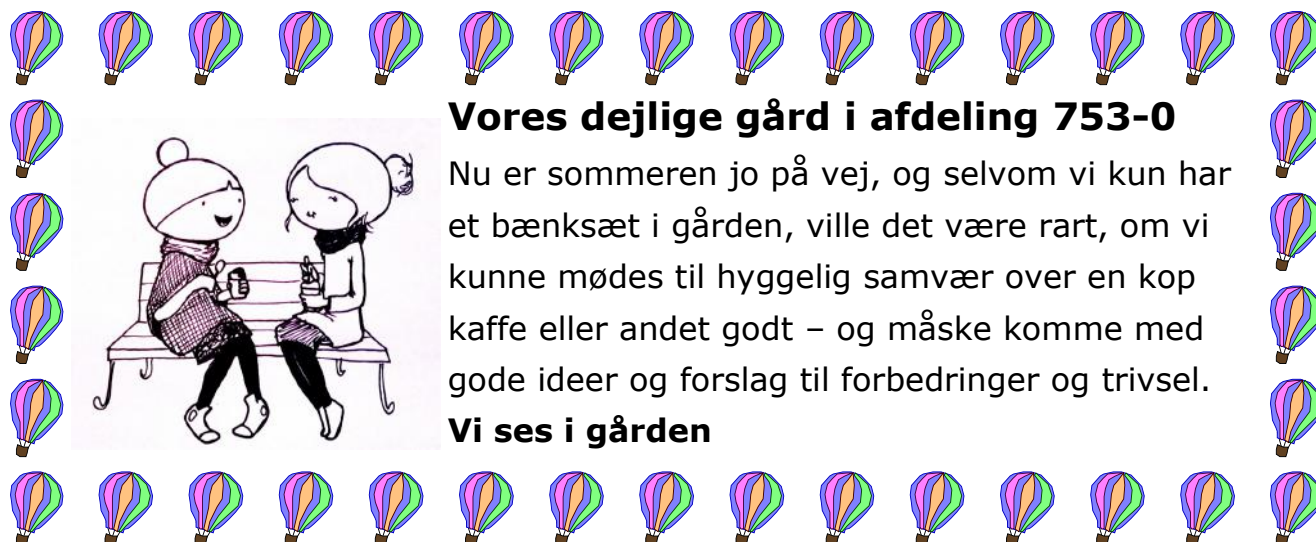 Vores dejlige gård i afdeling 753-0
Nu er sommeren jo på vej, og selvom vi kun har
et bænksæt i gården, ville det være rart, om vi
kunne mødes til hyggelig samvær over en kop
kaffe eller andet godt – og måske komme med
gode ideer og forslag til forbedringer og trivsel.
Vi ses i gården